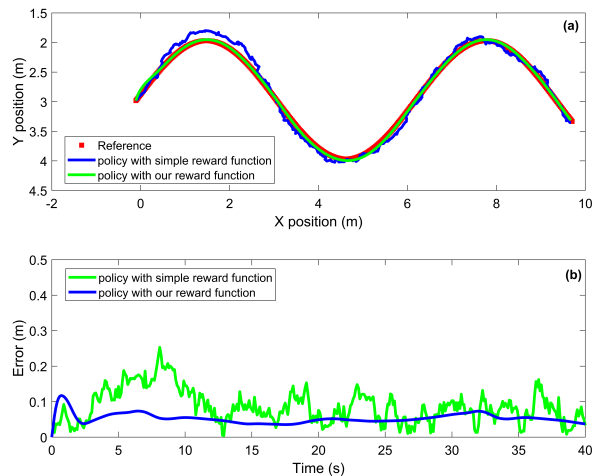 (a)
1.5
2
2.5
3
3.5
4
4.5
Y position (m)
Reference
policy with simple reward function
policy with our reward function
-2
0
2
4
6
8
10
X position (m)
(b)
0.5
0.4
0.3
0.2
0.1
0
Error (m)
policy with simple reward function
policy with our reward function
0
5
10
15
20
25
30
35
40
Time (s)